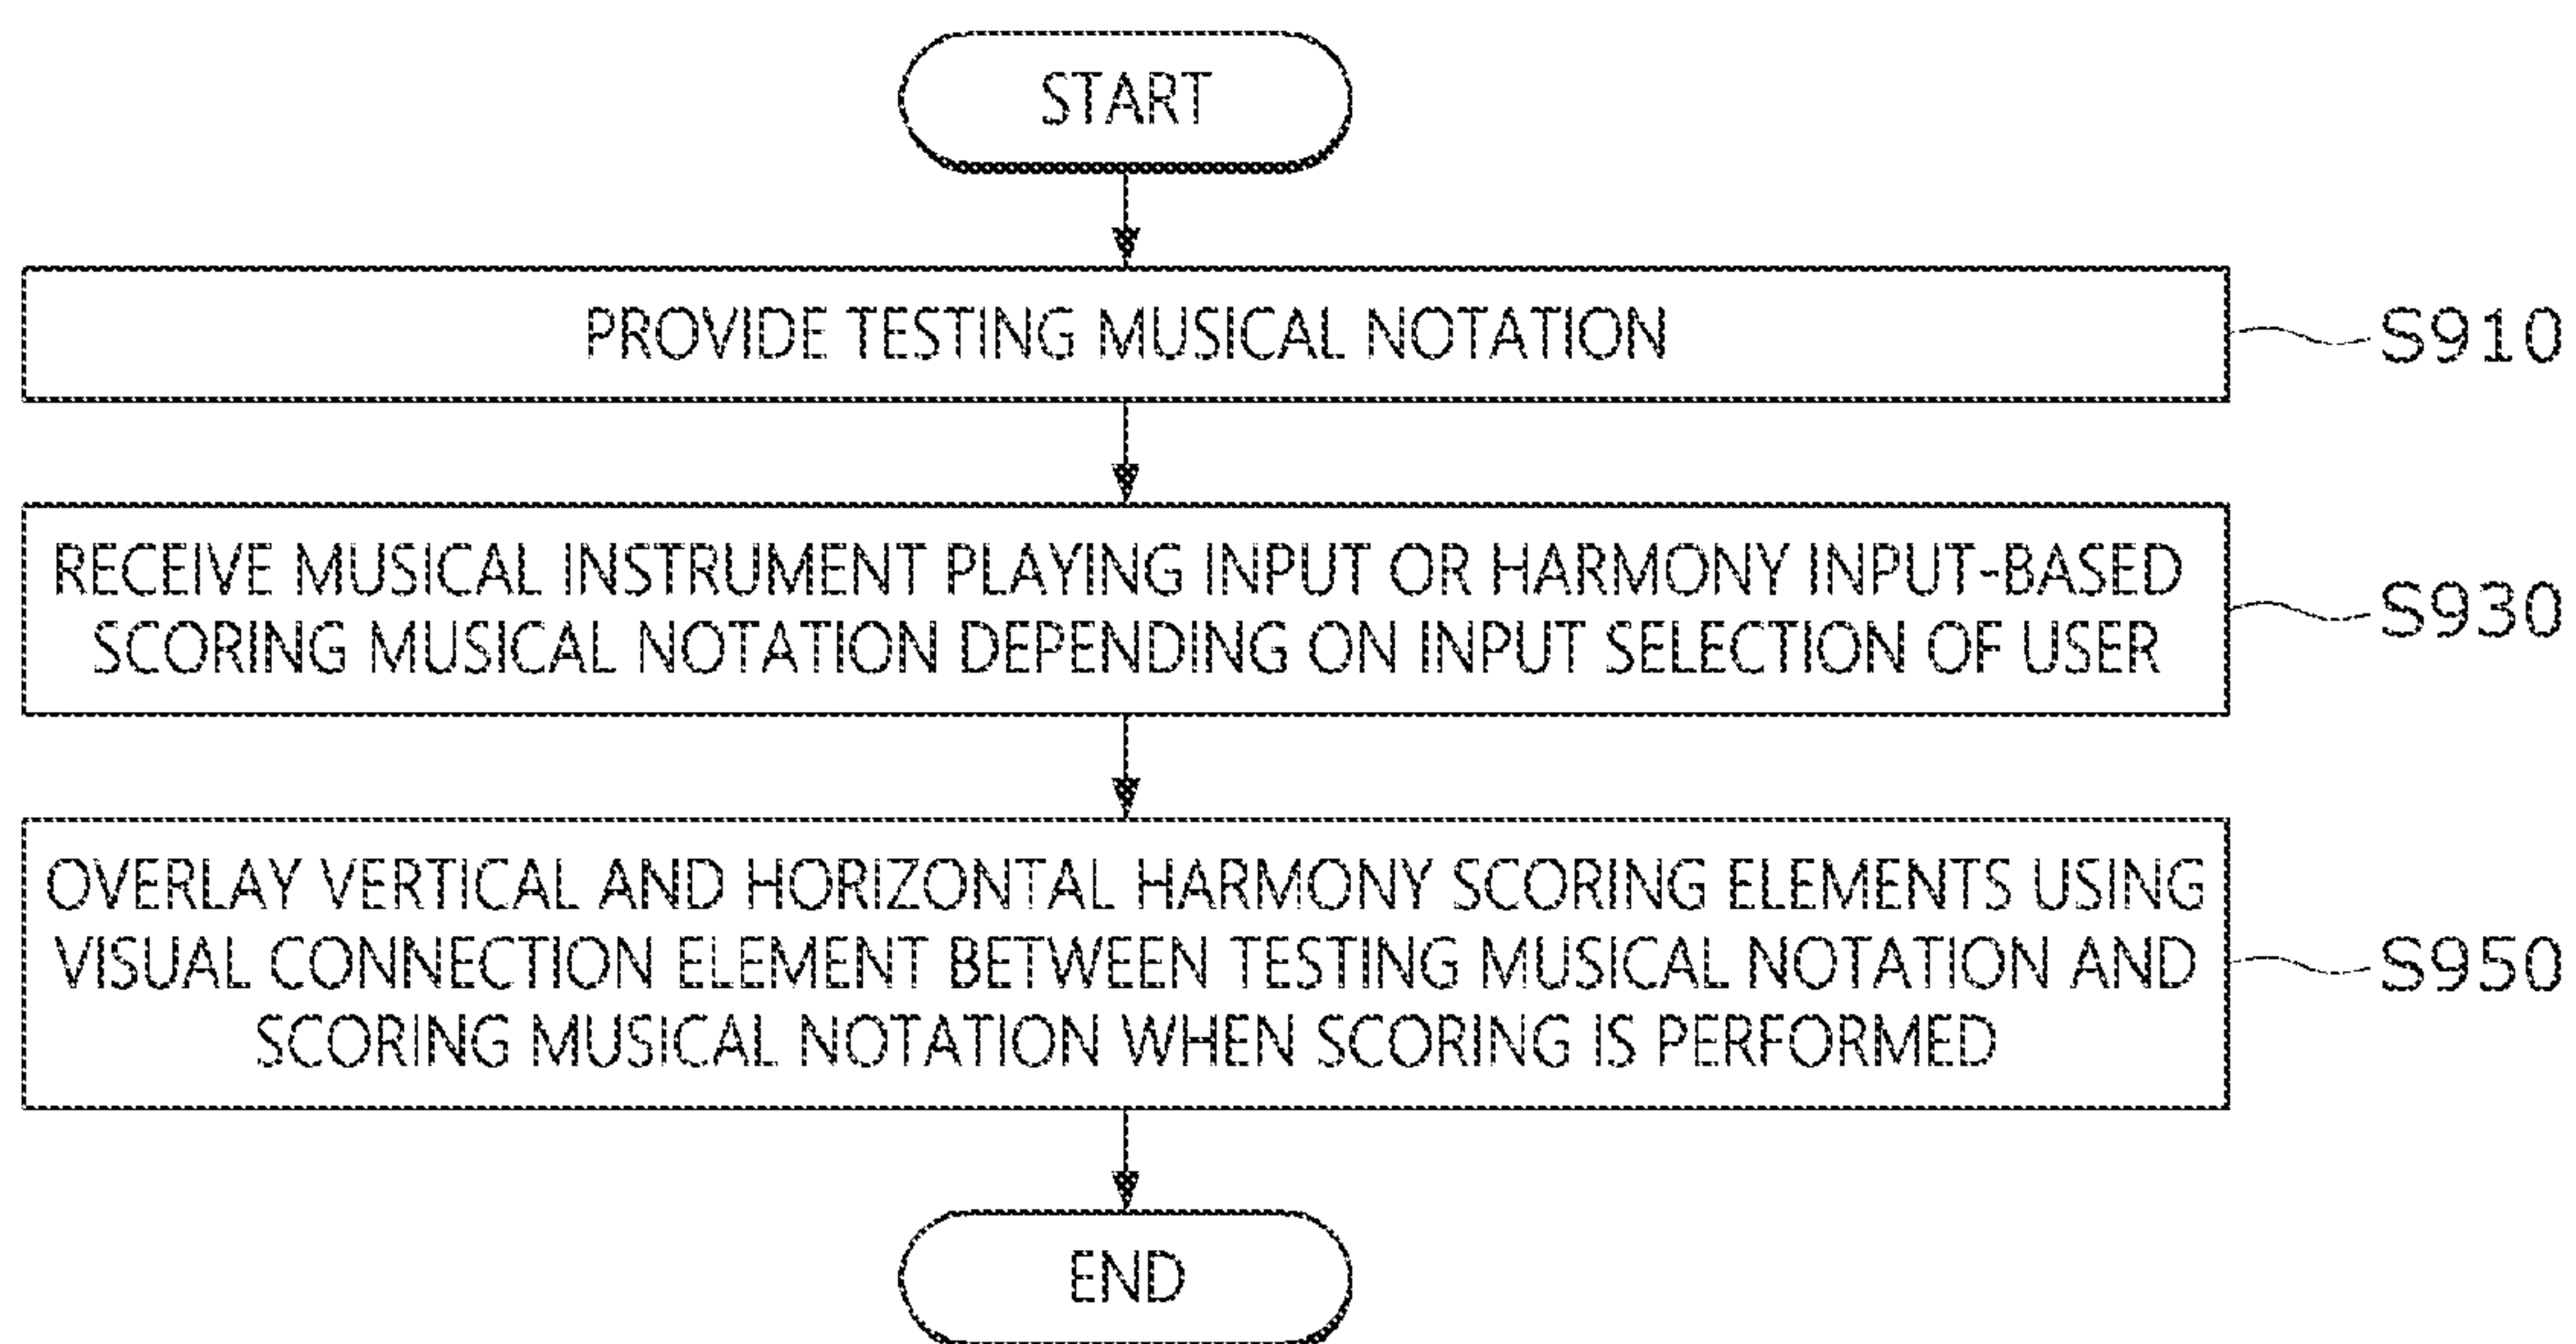 START
PROVIDE TESTING MUSICAL NOTATION
S910
RECEIVE MUSICAL INSTRUMENT PLAYING INPUT OR HARMONY INPUT-BASED
SCORING MUSICAL NOTATION DEPENDING ON INPUT SELECTION OF USER
S930
OVERLAY VERTICAL AND HORIZONTAL HARMONY SCORING ELEMENTS USING
VISUAL CONNECTION ELEMENT BETWEEN TESTING MUSICAL NOTATION AND
SCORING MUSICAL NOTATION WHEN SCORING IS PERFORMED
S950
END